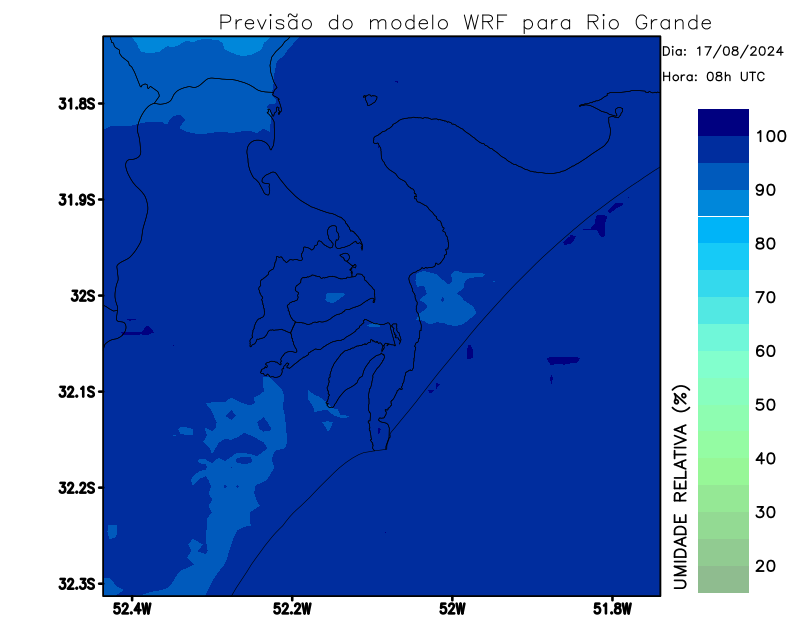 Previsão do modelo WRF para Rio Grande
Dia: 17/08/2024
Hora: 08h UTC
31.8S
31.9S
32S
32.1S
32.2S
32.3S
52.4W
52.2W
52W
51.8W
100
90
80
70
60
50
40
30
20
UMIDADE RELATIVA (%)